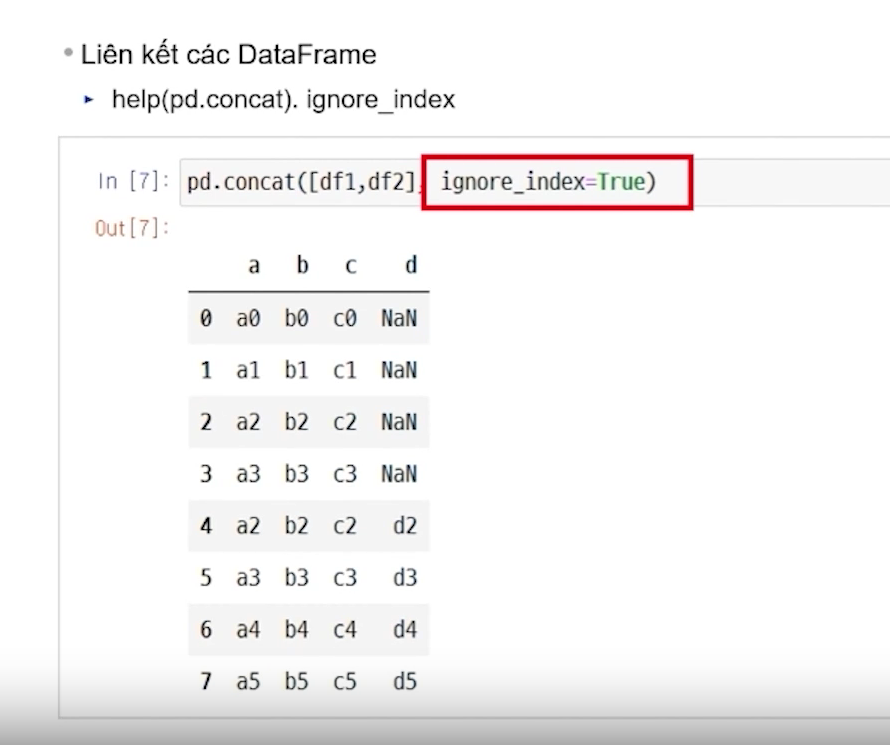 Liên kết các DataFrame
help(pd.concat). ignore_index
In [7]: pd.concat([df1,df2], ignore_index=True)
Out[7]:
a b c d
0 a0 b0 c0 NaN
1 a1 b1 c1 NaN
2 a2 b2 c2 NaN
3 a3 b3 c3 NaN
4 a2 b2 c2 d2
5 a3 b3 c3 d3
6 a4 b4 c4 d4
7 a5 b5 c5 d5